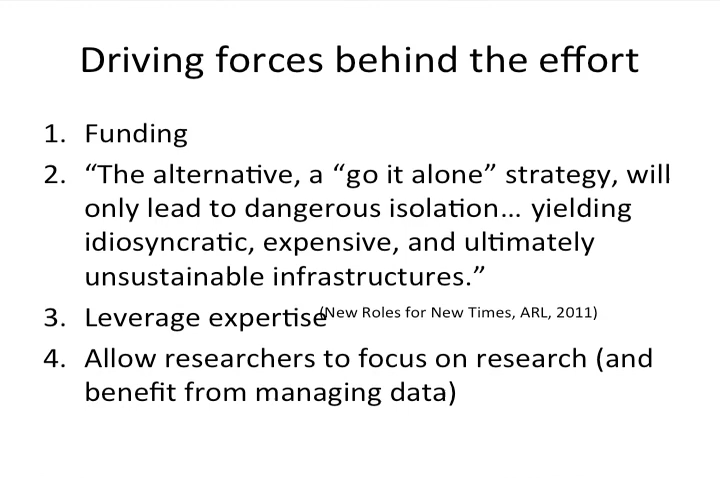 Driving forces behind the effort
1. Funding
2. “The alternative, a “go it alone” strategy, will
only lead to dangerous isolation… yielding
idiosyncratic, expensive, and ultimately
unsustainable infrastructures.”
3. Leverage expertise
(New Roles for New Times, ARL, 2011)
4. Allow researchers to focus on research (and
benefit from managing data)